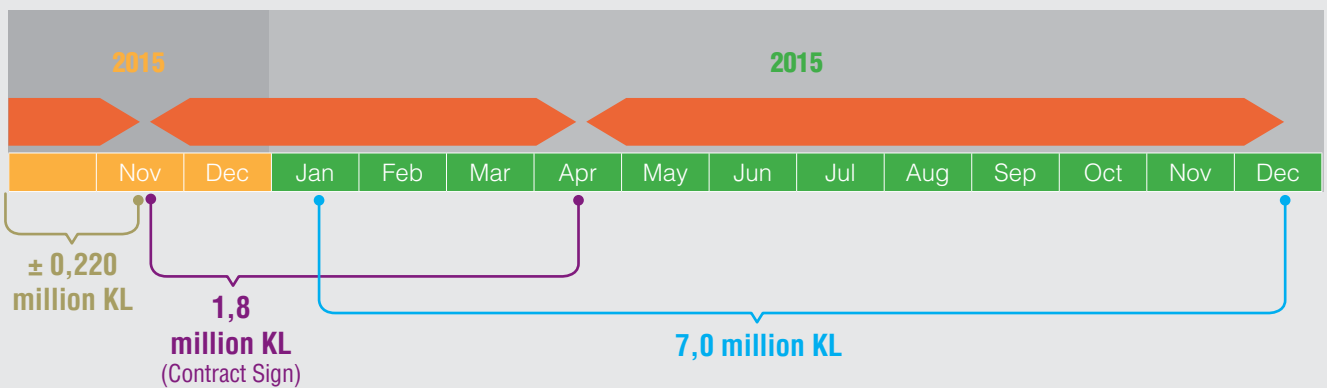 2015 2015
Nov Dec Jan Feb Mar Apr May Jun Jul Aug Sep Oct Nov Dec
± 0,220
million KL
1,8
million KL
(Contract Sign)
7,0 million KL